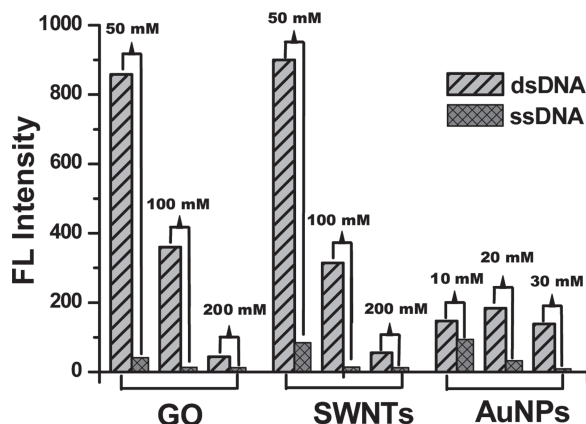 FL Intensity
1000
800
600
400
200
0
50 mM
100 mM
200 mM
50 mM
100 mM
200 mM
10 mM
20 mM
30 mM
dsDNA
ssDNA
GO
SWNTs
AuNPs